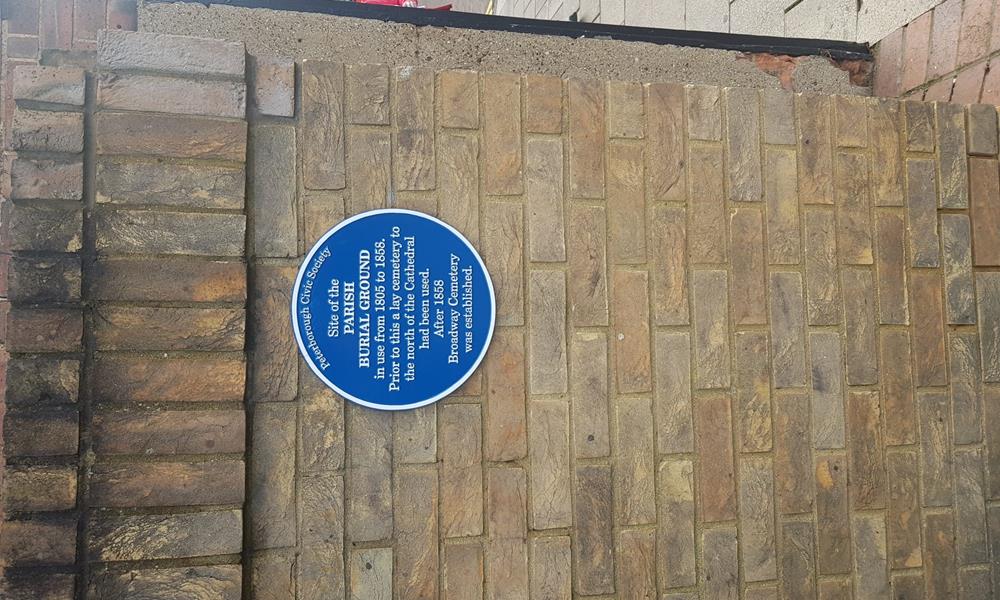 Peterborough Civic Society
Site of the
PARISH
BURIAL GROUND
in use from 1805 to 1858.
Prior to this a lay cemetery to
the north of the Cathedral
had been used.
After 1858
Broadway Cemetery
was established.